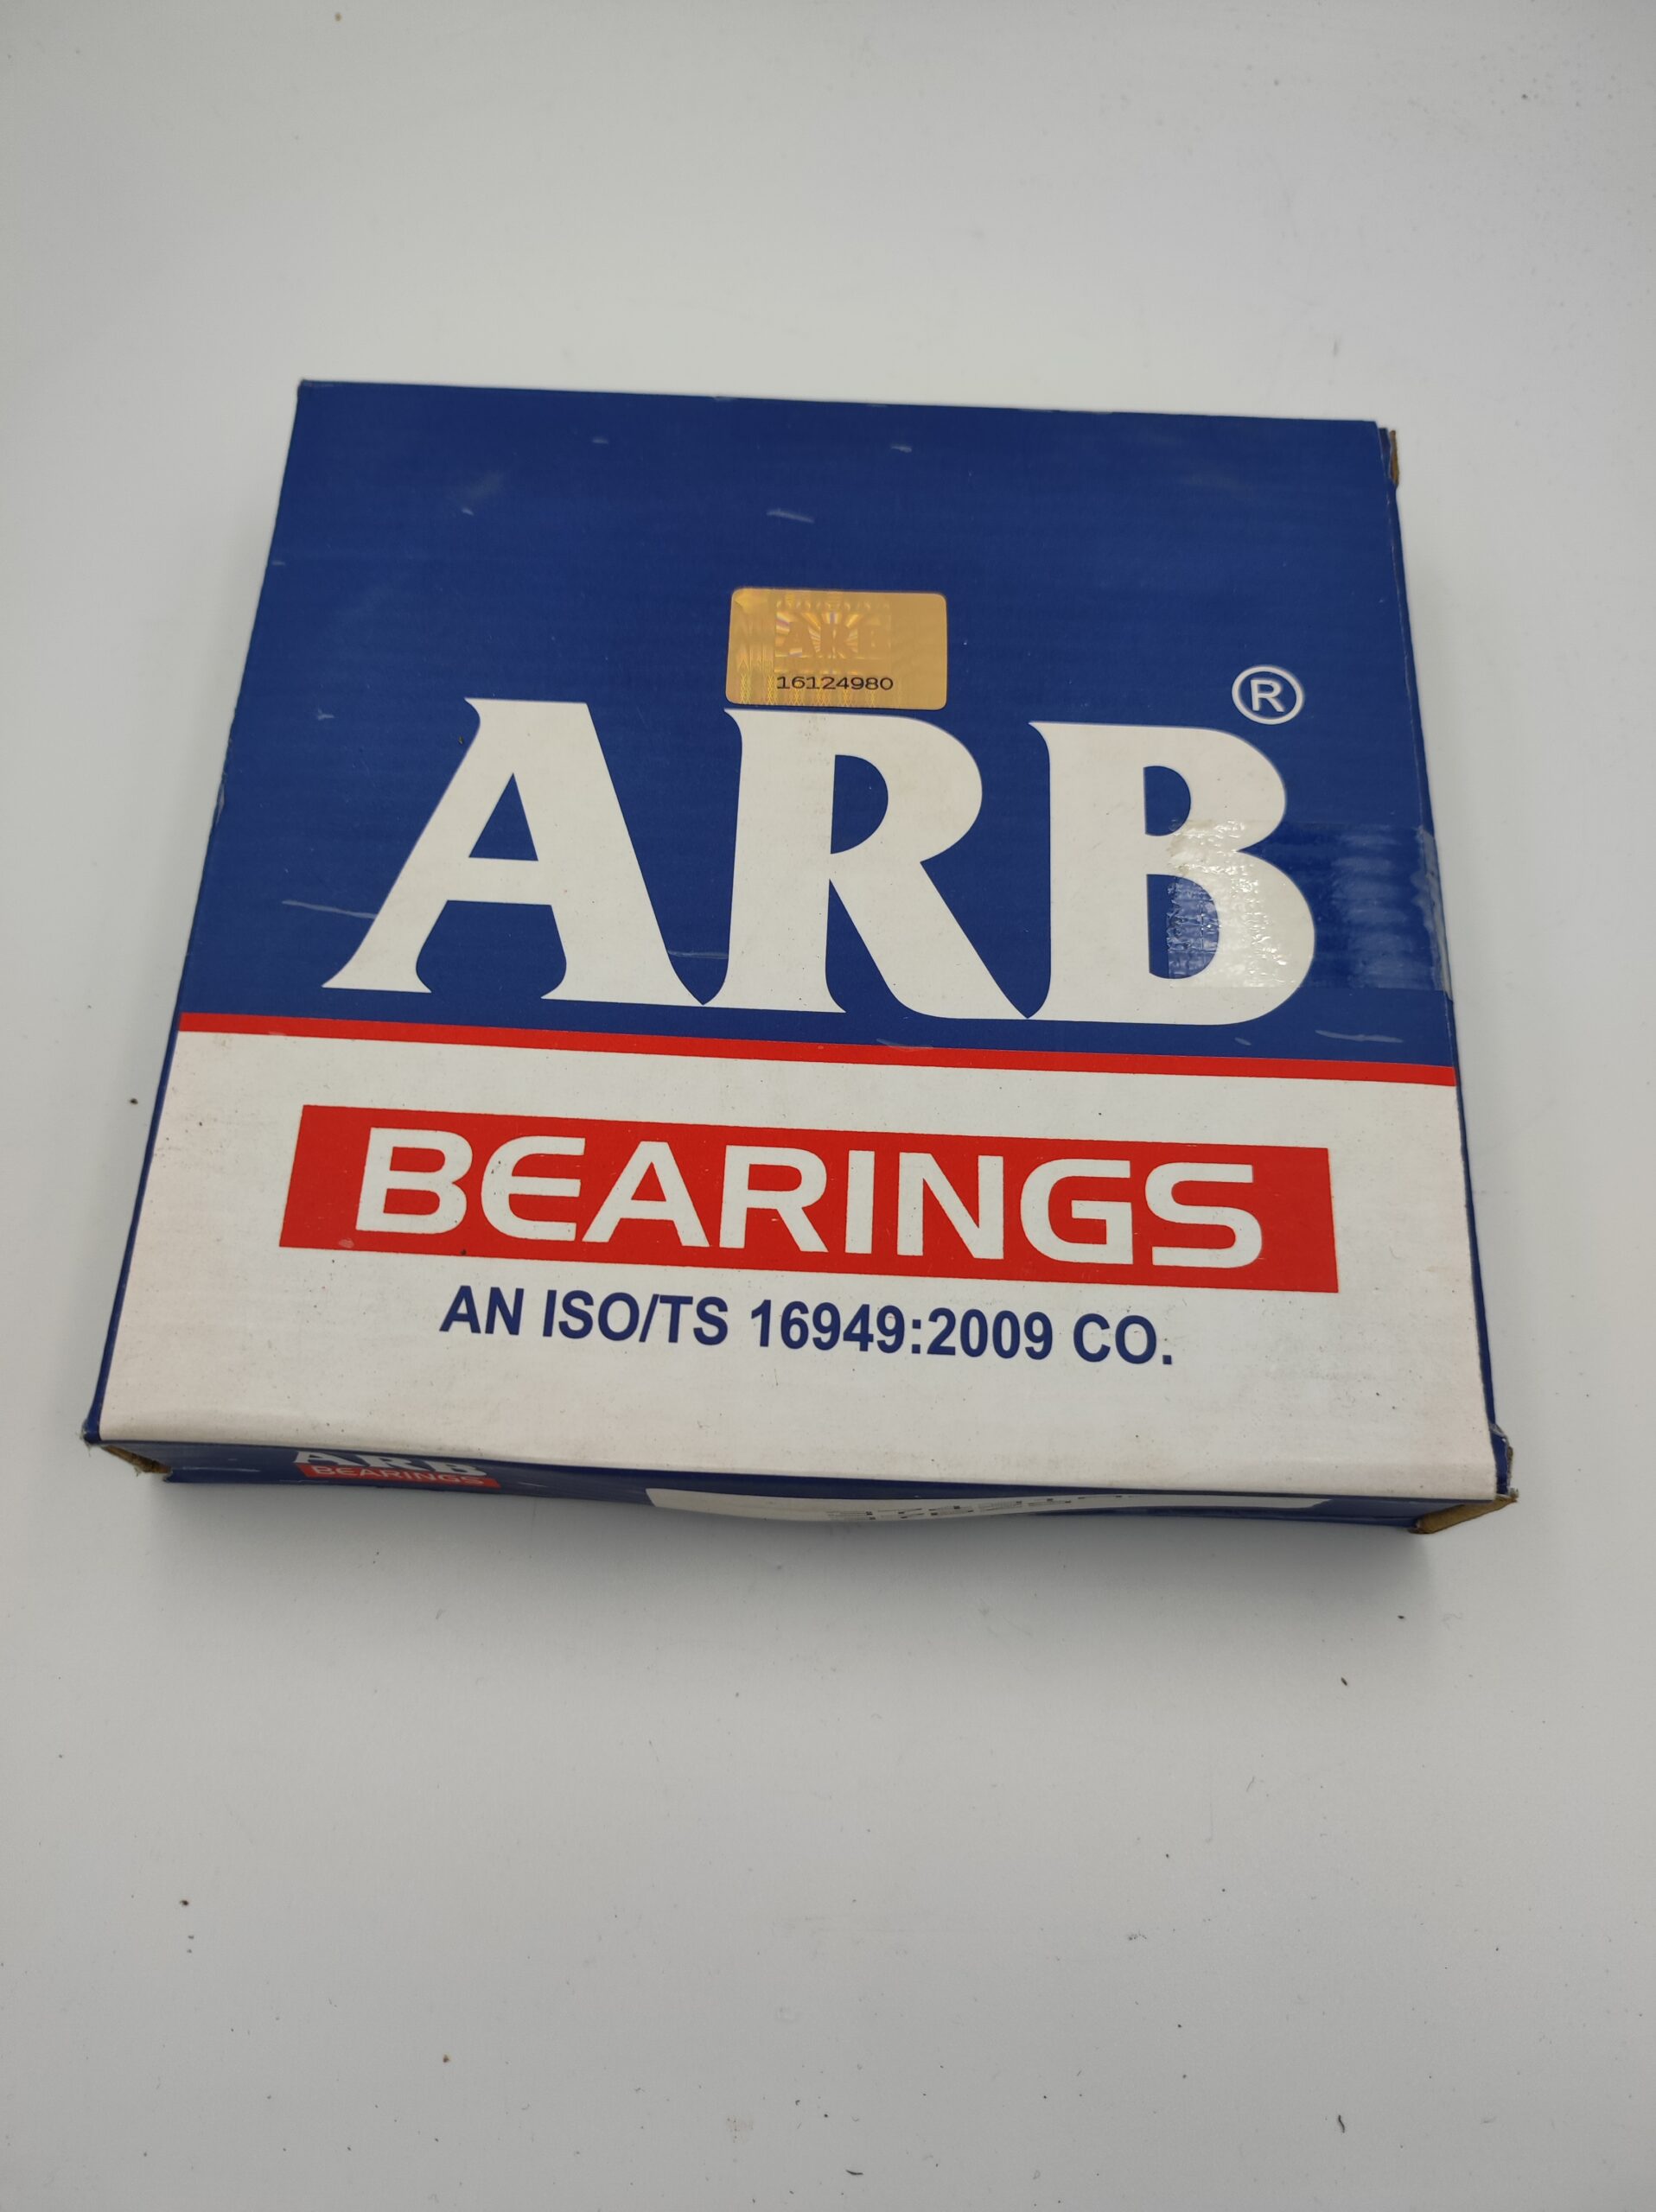 ARB
16124980
ARB®
BEARINGS
AN ISO/TS 16949:2009 CO.
ARB
BEARINGS